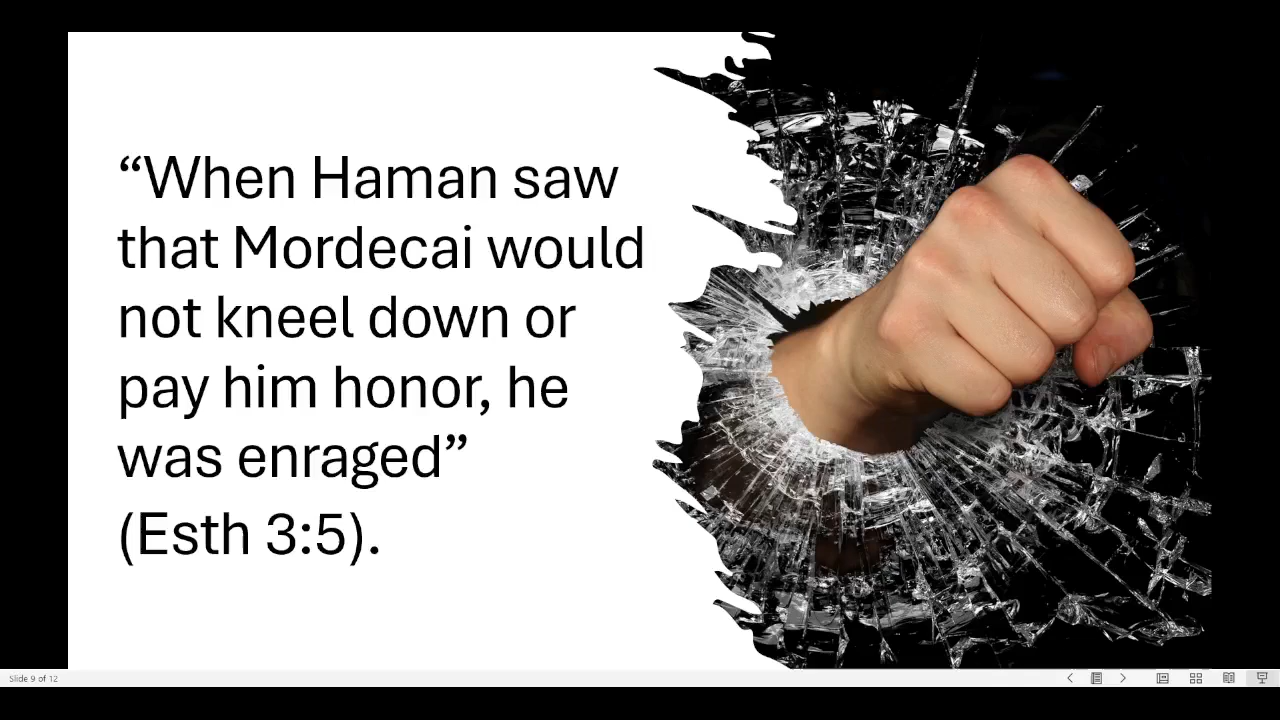 “When Haman saw
that Mordecai would
not kneel down or
pay him honor, he
was enraged”
(Esth 3:5).
Slide 9 of 12